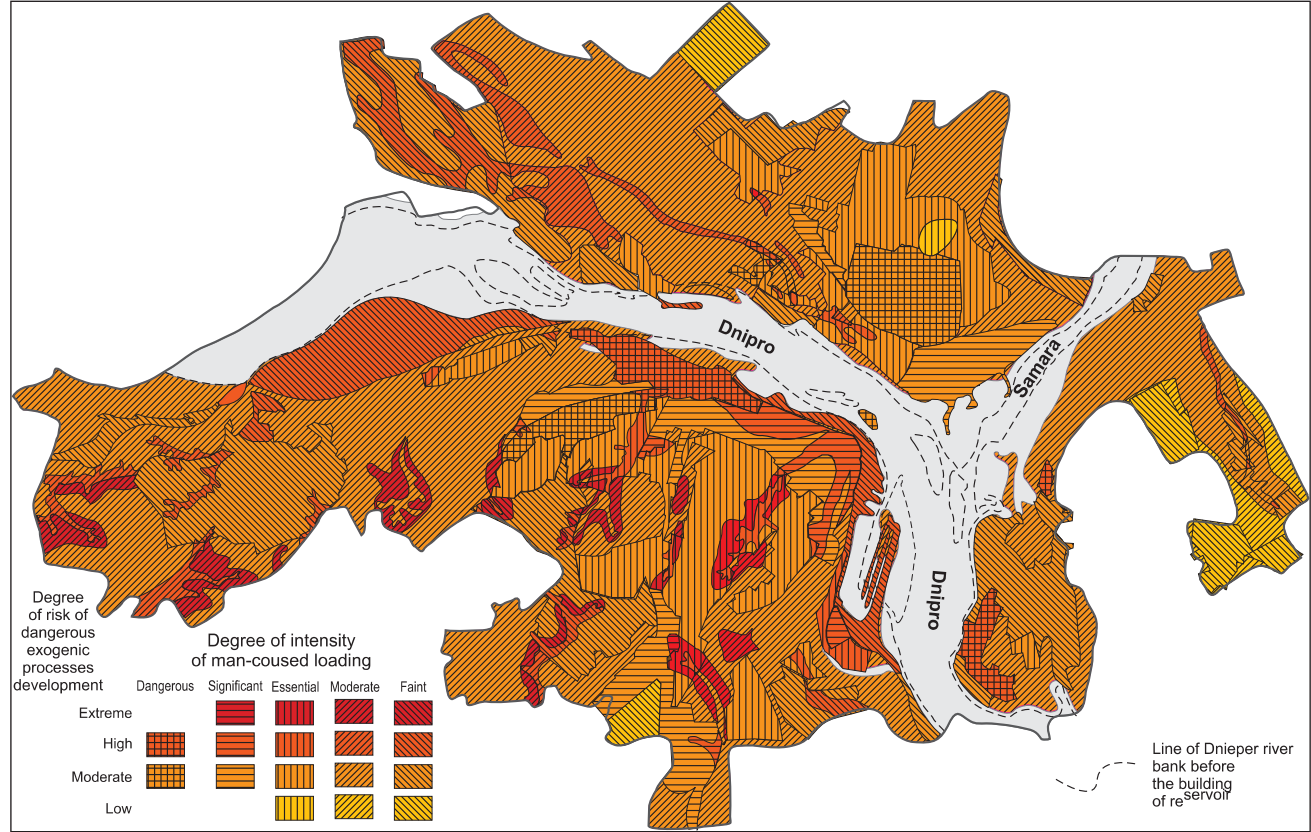 Dnipro
Samara
Dnipro
Degree
of risk of
dangerous
exogenic
processes
development
Degree of intensity
of man-coused loading
Dangerous Significant Essential Moderate Faint
Extreme
High
Moderate
Low
Line of Dnieper river
bank before
the building
of reservoir